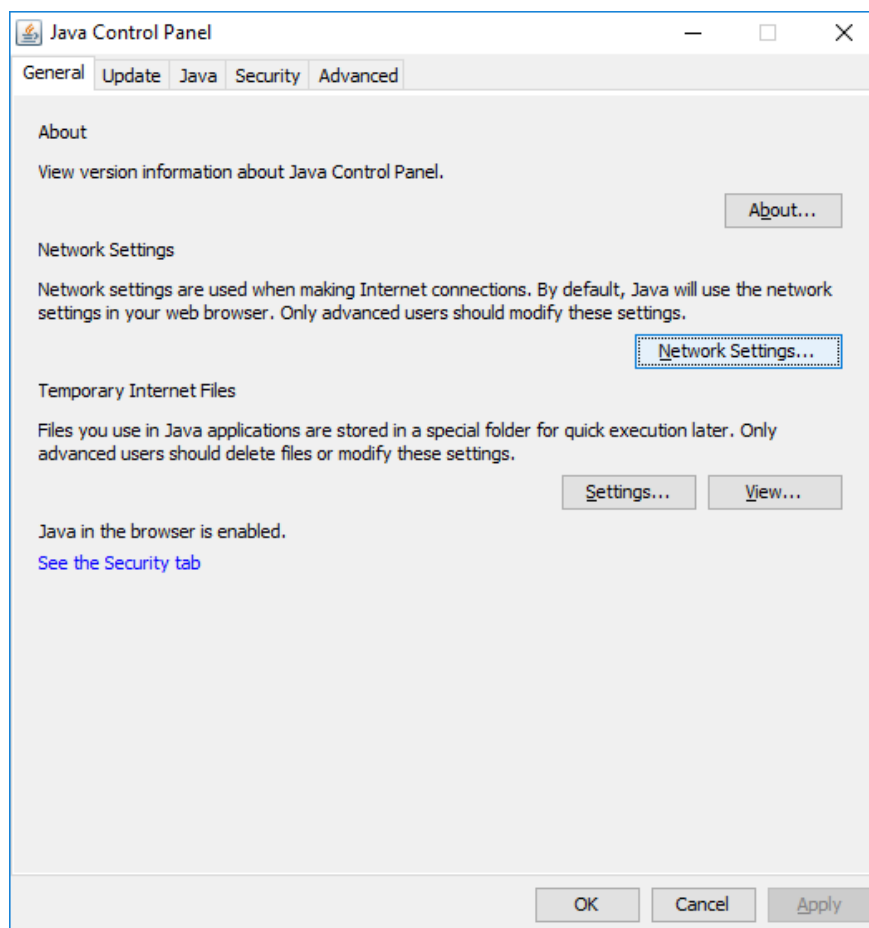 Java Control Panel
General Update Java Security Advanced
About
View version information about Java Control Panel.
About...
Network Settings
Network settings are used when making Internet connections. By default, Java will use the network
settings in your web browser. Only advanced users should modify these settings.
Network Settings...
Temporary Internet Files
Files you use in Java applications are stored in a special folder for quick execution later. Only
advanced users should delete files or modify these settings.
Settings... View...
Java in the browser is enabled.
See the Security tab
OK Cancel Apply